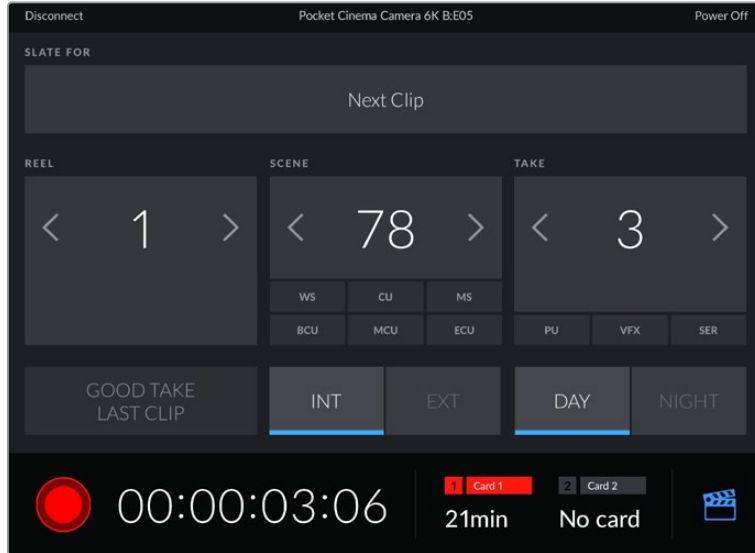 Disconnect Pocket Cinema Camera 6K B:E05 Power Off
SLATE FOR
Next Clip
REEL SCENE TAKE
1 78 3
WS CU MS
BCU MCU ECU PU VFX SER
GOOD TAKE
LAST CLIP
INT EXT DAY NIGHT
1 Card 1 2 Card 2
00:00:03:06 21min No card